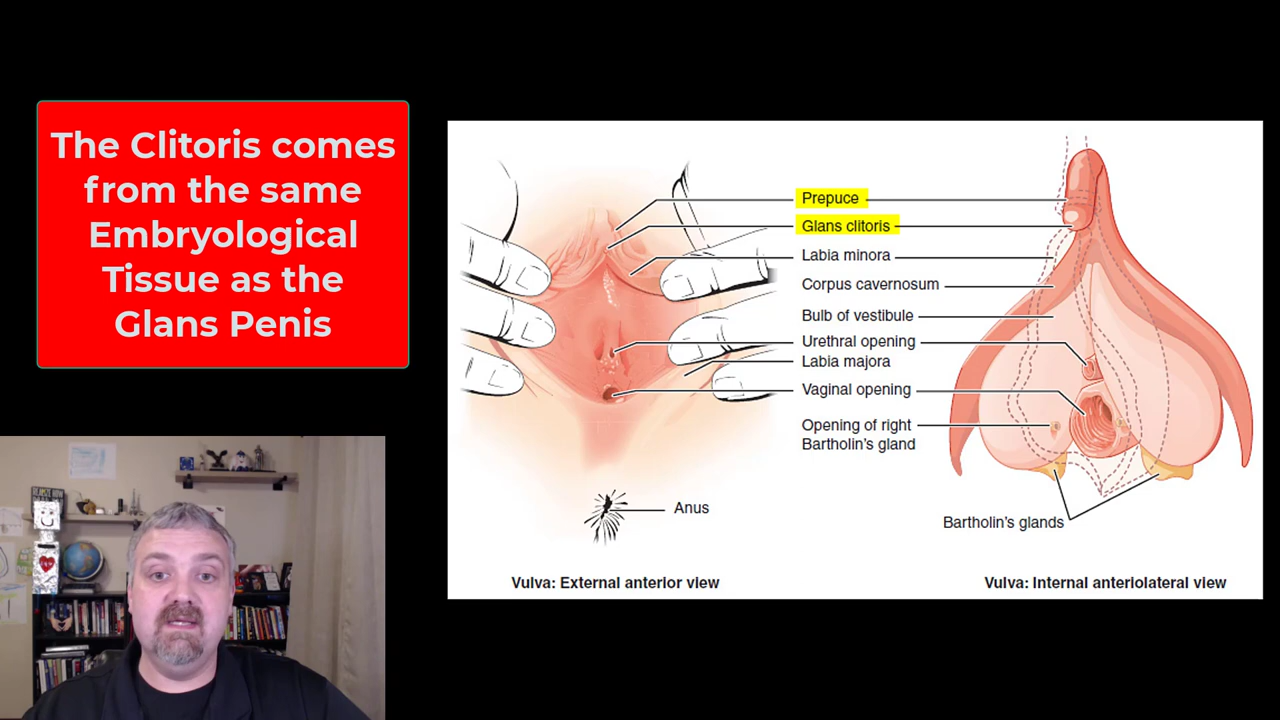 The Clitoris comes
from the same
Embryological
Tissue as the
Glans Penis
Prepuce
Glans clitoris
Labia minora
Corpus cavernosum
Bulb of vestibule
Urethral opening
Labia majora
Vaginal opening
Opening of right
Bartholin's gland
Anus
Bartholin's glands
Vulva: External anterior view
Vulva: Internal anteriolateral view